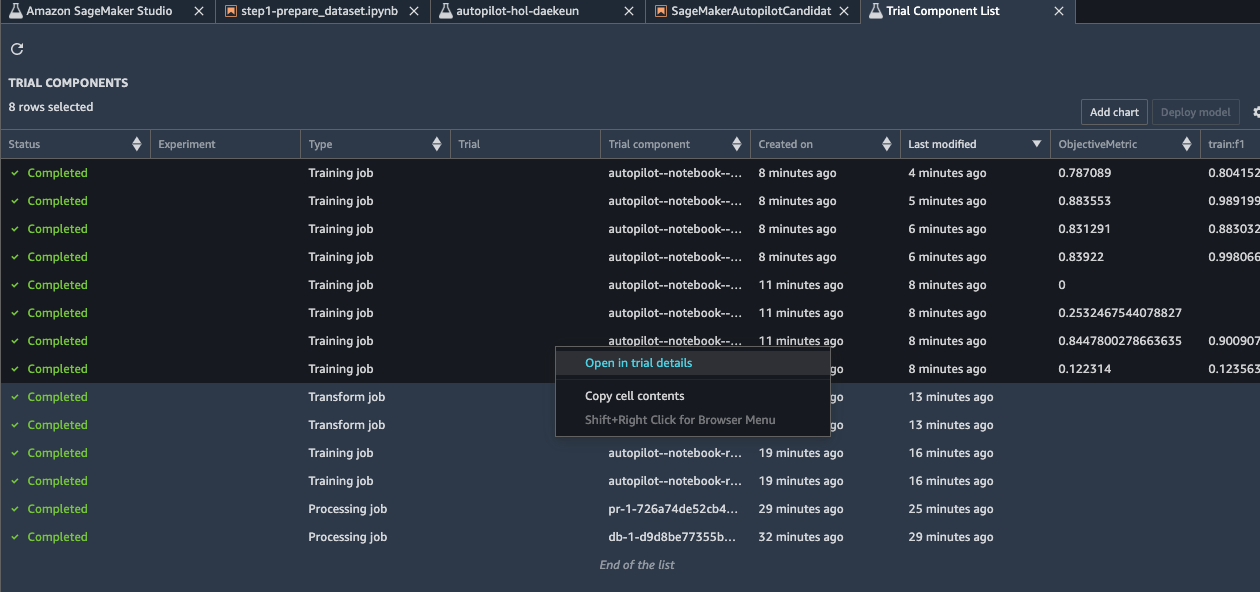 Amazon SageMaker Studio step1-prepare_dataset.ipynb autopilot-hol-daekeun SageMakerAutopilotCandidat Trial Component List
TRIAL COMPONENTS
8 rows selected
Add chart Deploy model
Status Experiment Type Trial Trial component Created on Last modified ObjectiveMetric train:f1
Completed Training job autopilot--notebook--... 8 minutes ago 4 minutes ago 0.787089 0.804152
Completed Training job autopilot--notebook--... 8 minutes ago 5 minutes ago 0.883553 0.989199
Completed Training job autopilot--notebook--... 8 minutes ago 6 minutes ago 0.831291 0.883032
Completed Training job autopilot--notebook--... 8 minutes ago 6 minutes ago 0.83922 0.998066
Completed Training job autopilot--notebook--... 11 minutes ago 8 minutes ago 0
Completed Training job autopilot--notebook--... 11 minutes ago 8 minutes ago 0.2532467544078827
Completed Training job autopilot--notebook--... 11 minutes ago 8 minutes ago 0.8447800278663635 0.900907
Completed Training job go 8 minutes ago 0.122314 0.123563
Open in trial details
Completed Transform job go 13 minutes ago
Copy cell contents
Completed Transform job go 13 minutes ago
Shift+Right Click for Browser Menu
Completed Training job autopilot--notebook-r... 19 minutes ago 16 minutes ago
Completed Training job autopilot--notebook-r... 19 minutes ago 16 minutes ago
Completed Processing job pr-1-726a74de52cb4... 29 minutes ago 25 minutes ago
Completed Processing job db-1-d9d8be77355b... 32 minutes ago 29 minutes ago
End of the list